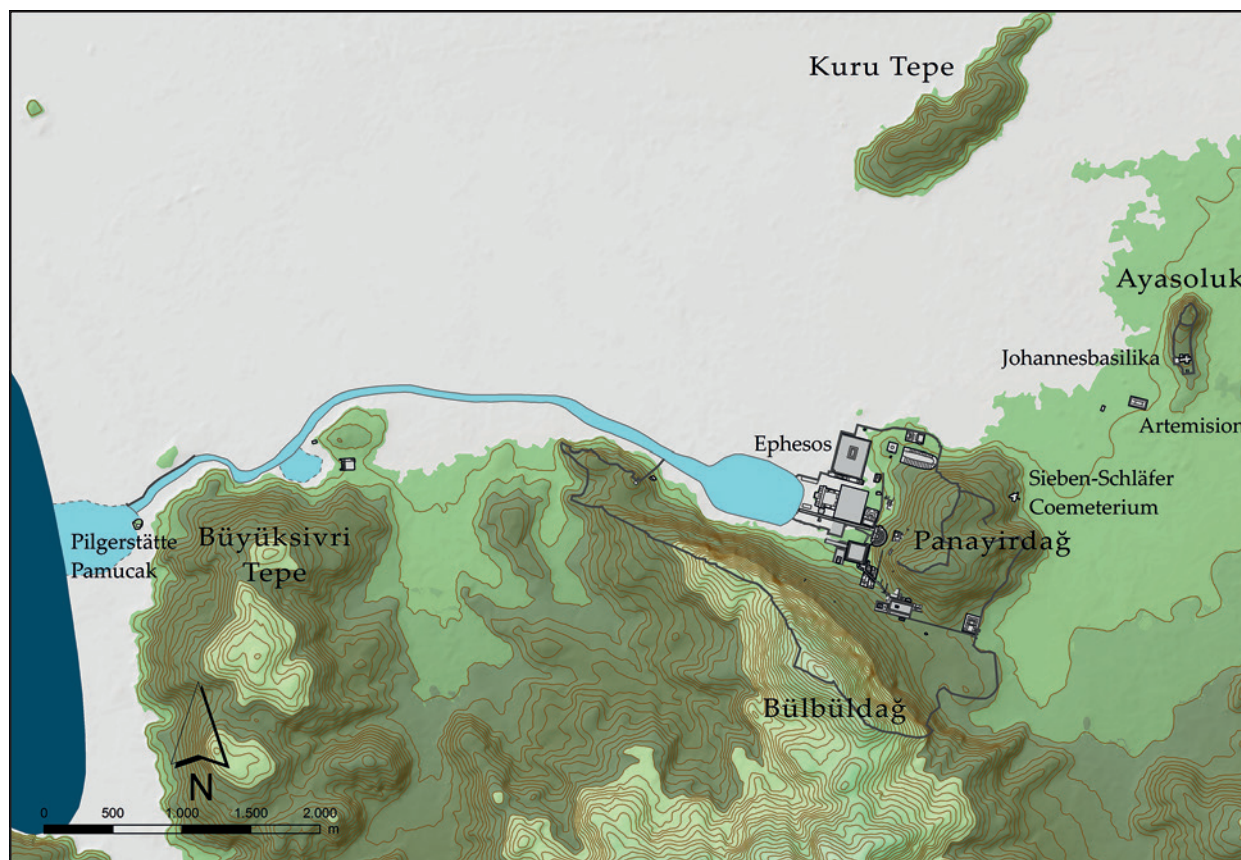 Kuru Tepe
Ayasoluk
Johannesbasilika
Artemision
Ephesos
Sieben-Schläfer
Coemeterium
Panayirdağ
Büyüksivri
Tepe
Pilgerstätte
Pamucak
Bülbüldağ
N
0 500 1.000 1.500 2.000
m